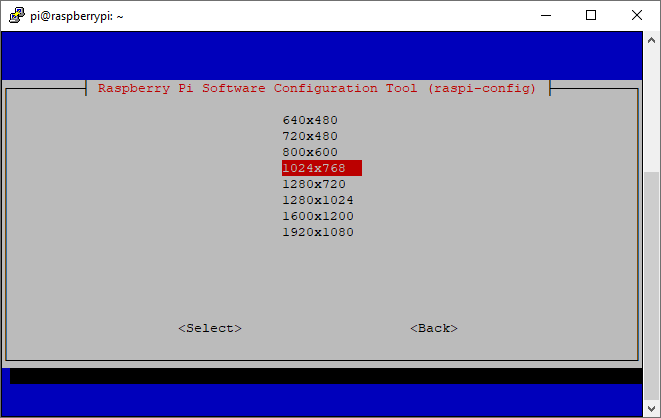 pi@raspberrypi: ~
Raspberry Pi Software Configuration Tool (raspi-config)
640x480
720x480
800x600
1024x768
1280x720
1280x1024
1600x1200
1920x1080
<Select> <Back>